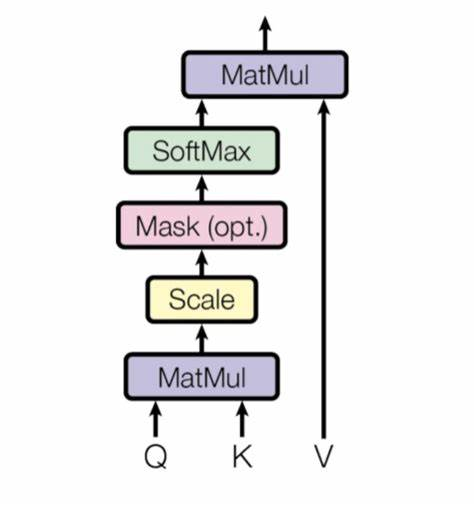 MatMul
SoftMax
Mask (opt.)
Scale
MatMul
Q K V